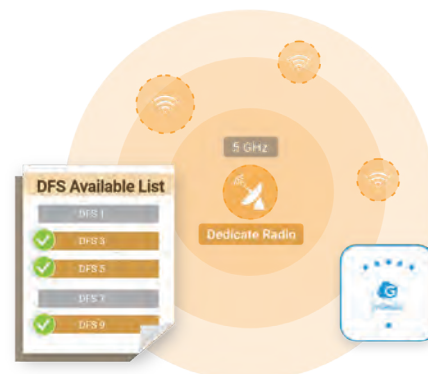 5 GHz
Dedicate Radio
DFS Available List
DFS 1
DFS 3
DFS 5
DFS 7
DFS 9